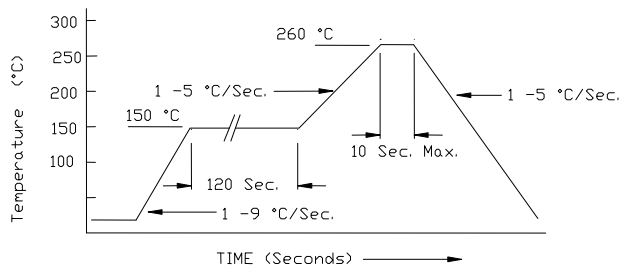 300
260 °C
250
200
1 -5 °C/Sec.
1 -5 °C/Sec.
150 °C
150
10 Sec. Max.
100
120 Sec.
1 -9 °C/Sec.
Temperature (°C)
TIME (Seconds)